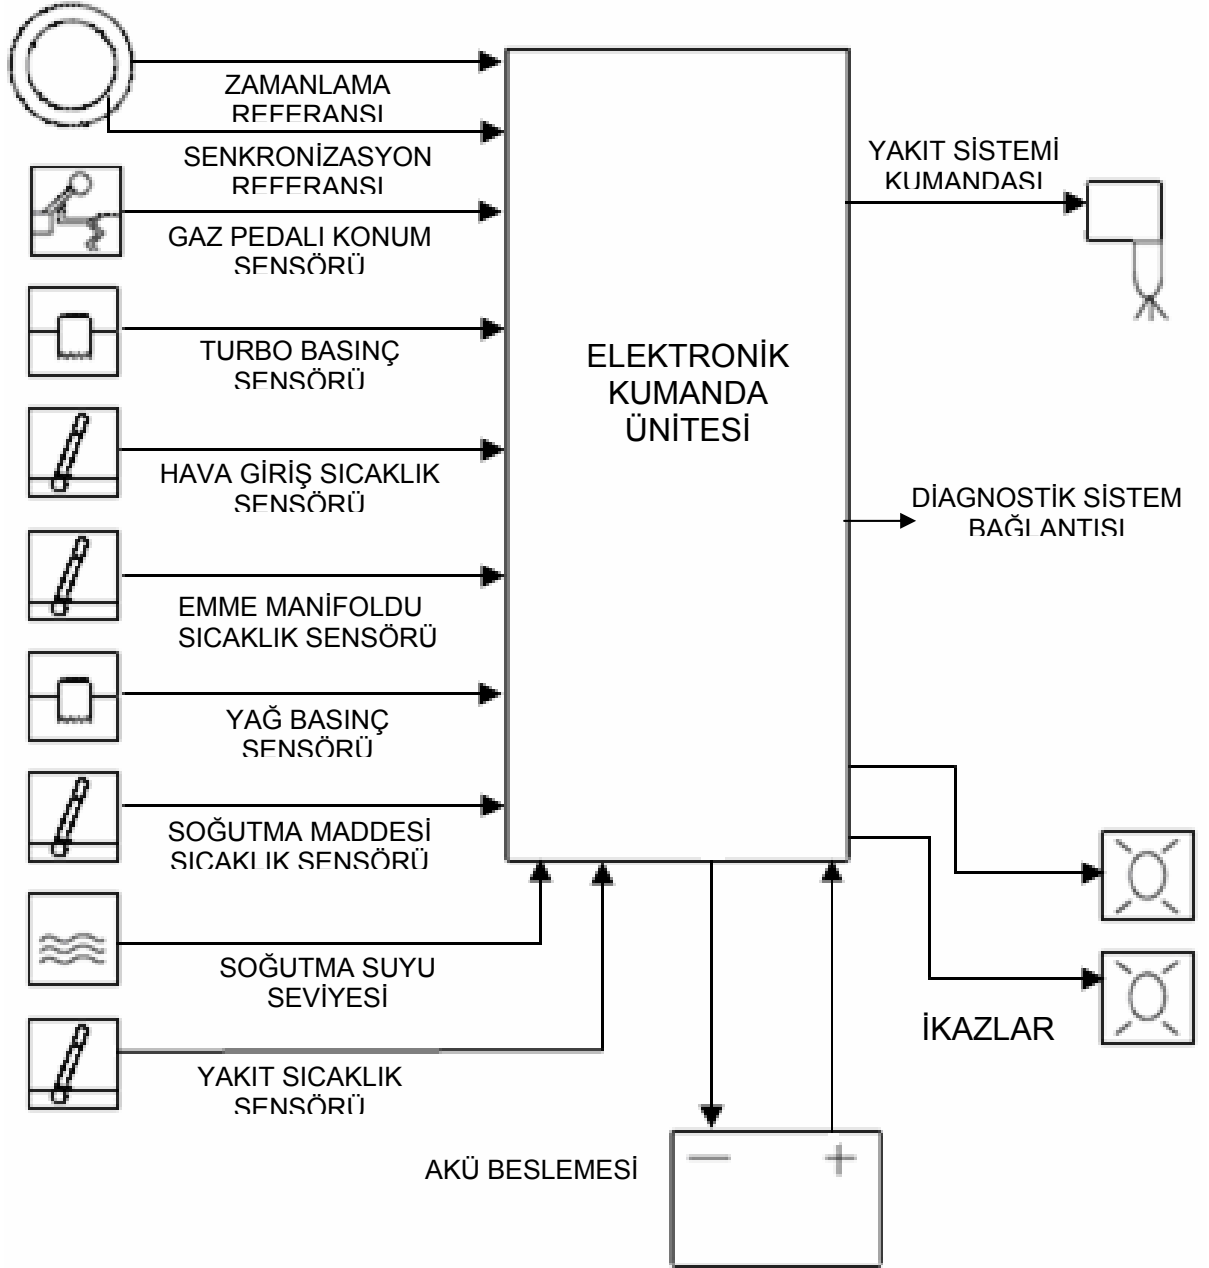 ZAMANLAMA
REFERANSI
SENKRONİZASYON
REFERANSI
GAZ PEDALI KONUM
SENSÖRÜ
TURBO BASINÇ
SENSÖRÜ
HAVA GİRİŞ SICAKLIK
SENSÖRÜ
EMME MANİFOLDU
SICAKLIK SENSÖRÜ
YAĞ BASINÇ
SENSÖRÜ
SOĞUTMA MADDESİ
SICAKLIK SENSÖRÜ
SOĞUTMA SUYU
SEVİYESİ
YAKIT SICAKLIK
SENSÖRÜ
ELEKTRONİK
KUMANDA
ÜNİTESİ
YAKIT SİSTEMİ
KUMANDASI
DİAGNOSTİK SİSTEM
BAĞLANTISI
İKAZLAR
AKÜ BESLEMESİ
— +